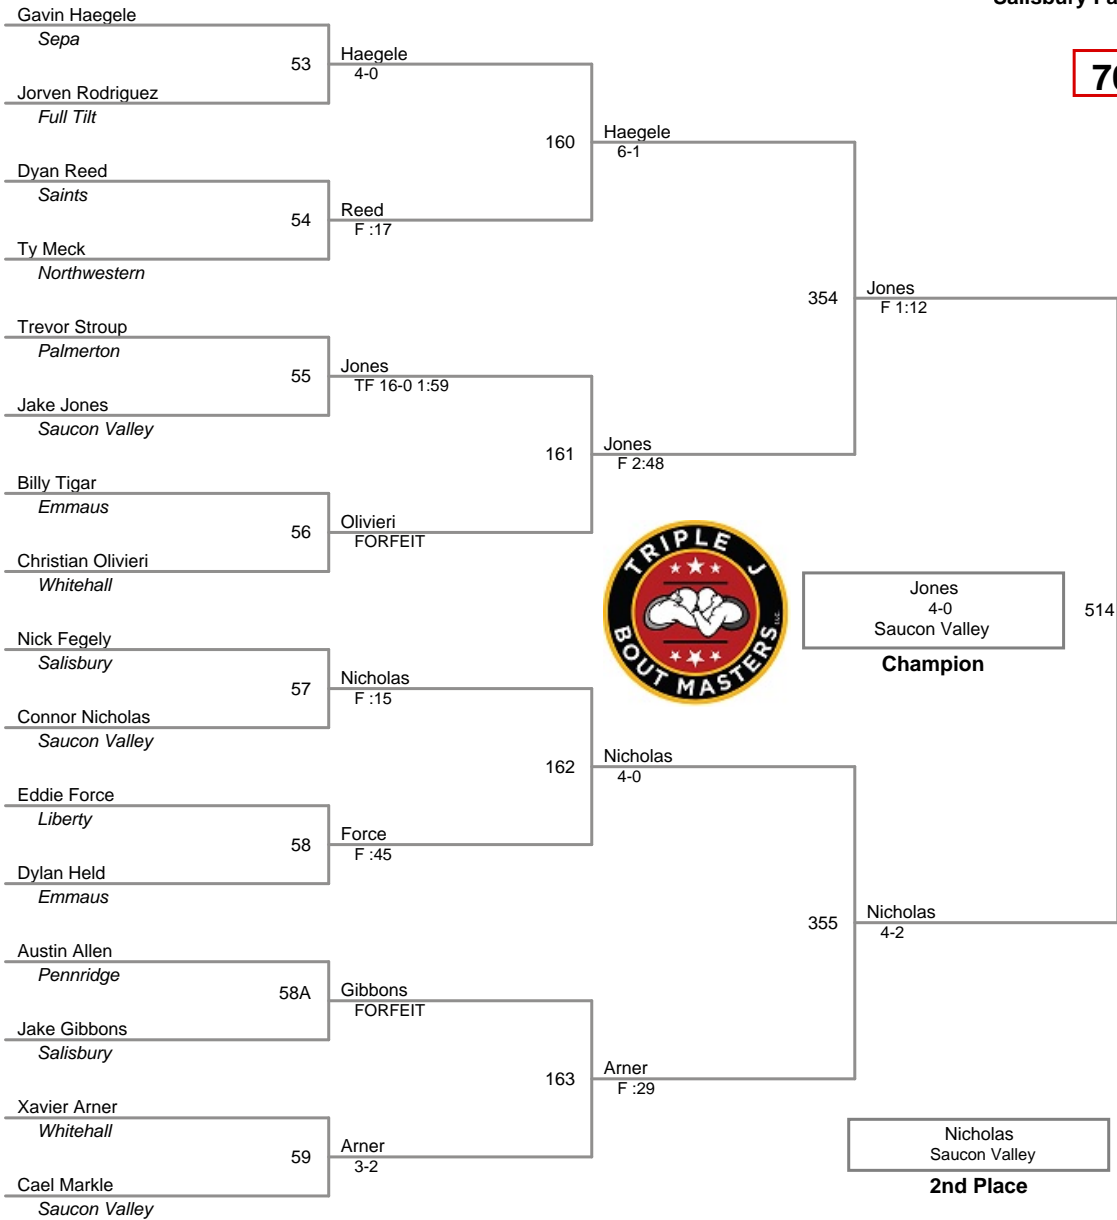 Salisbury Fa
Gavin Haegele
Sepa
53
Haegele
4-0
70
Jorven Rodriguez
Full Tilt
160
Haegele
6-1
Dyan Reed
Saints
54
Reed
F :17
Ty Meck
Northwestern
354
Jones
F 1:12
Trevor Stroup
Palmerton
55
Jones
TF 16-0 1:59
Jake Jones
Saucon Valley
161
Jones
F 2:48
Billy Tigar
Emmaus
56
Olivieri
FORFEIT
Christian Olivieri
Whitehall
TRIPLE J
BOUT MASTERS LLC.
Jones
4-0
Saucon Valley
514
Champion
Nick Fegely
Salisbury
57
Nicholas
F :15
Connor Nicholas
Saucon Valley
162
Nicholas
4-0
Eddie Force
Liberty
58
Force
F :45
Dylan Held
Emmaus
355
Nicholas
4-2
Austin Allen
Pennridge
58A
Gibbons
FORFEIT
Jake Gibbons
Salisbury
163
Arner
F :29
Xavier Arner
Whitehall
59
Arner
3-2
Cael Markle
Saucon Valley
Nicholas
Saucon Valley
2nd Place